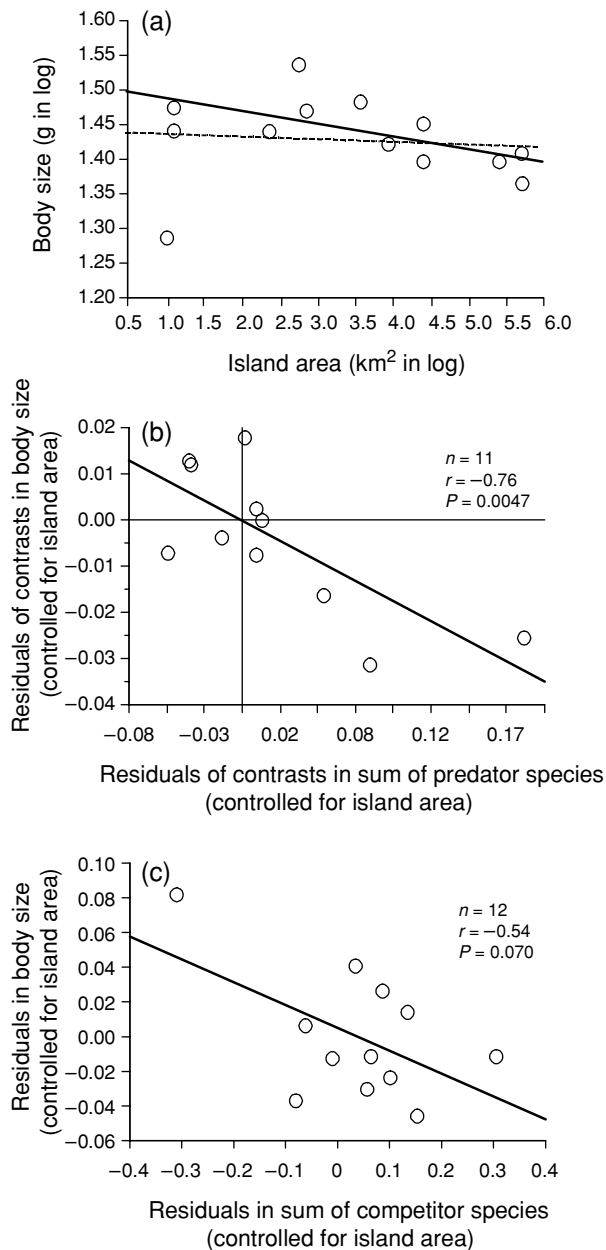 (a)
Body size (g in log)
1.60
1.55
1.50
1.45
1.40
1.35
1.30
1.25
1.20
0.5 1.0 1.5 2.0 2.5 3.0 3.5 4.0 4.5 5.0 5.5 6.0
Island area (km² in log)
(b)
Residuals of contrasts in body size
(controlled for island area)
0.02
0.01
0.00
−0.01
−0.02
−0.03
−0.04
n = 11
r = −0.76
P = 0.0047
−0.08 −0.03 0.02 0.08 0.12 0.17
Residuals of contrasts in sum of predator species
(controlled for island area)
(c)
Residuals in body size
(controlled for island area)
0.10
0.08
0.06
0.04
0.02
0.00
−0.02
−0.04
−0.06
n = 12
r = −0.54
P = 0.070
−0.4 −0.3 −0.2 −0.1 0 0.1 0.2 0.3 0.4
Residuals in sum of competitor species
(controlled for island area)